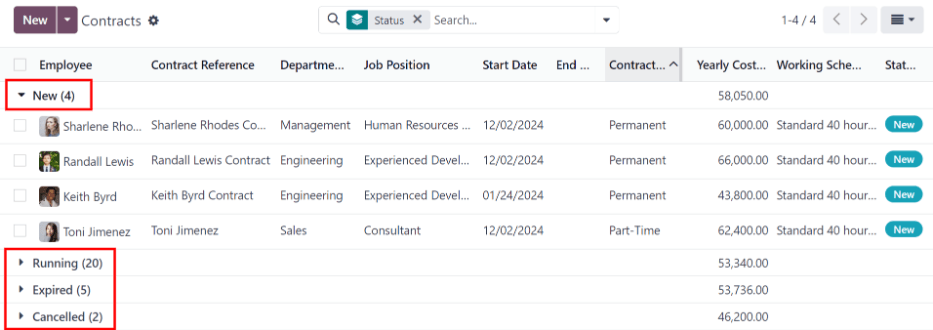 New Contracts Status Search... 1-4 / 4
Employee Contract Reference Departme... Job Position Start Date End ... Contract... Yearly Cost... Working Sche... Stat...
New (4) 58,050.00
Sharlene Rho... Sharlene Rhodes Co... Management Human Resources ... 12/02/2024 Permanent 60,000.00 Standard 40 hour... New
Randall Lewis Randall Lewis Contract Engineering Experienced Devel... 12/02/2024 Permanent 66,000.00 Standard 40 hour... New
Keith Byrd Keith Byrd Contract Engineering Experienced Devel... 01/24/2024 Permanent 43,800.00 Standard 40 hour... New
Toni Jimenez Toni Jimenez Sales Consultant 12/02/2024 Part-Time 62,400.00 Standard 40 hour... New
Running (20) 53,340.00
Expired (5) 53,736.00
Cancelled (2) 46,200.00